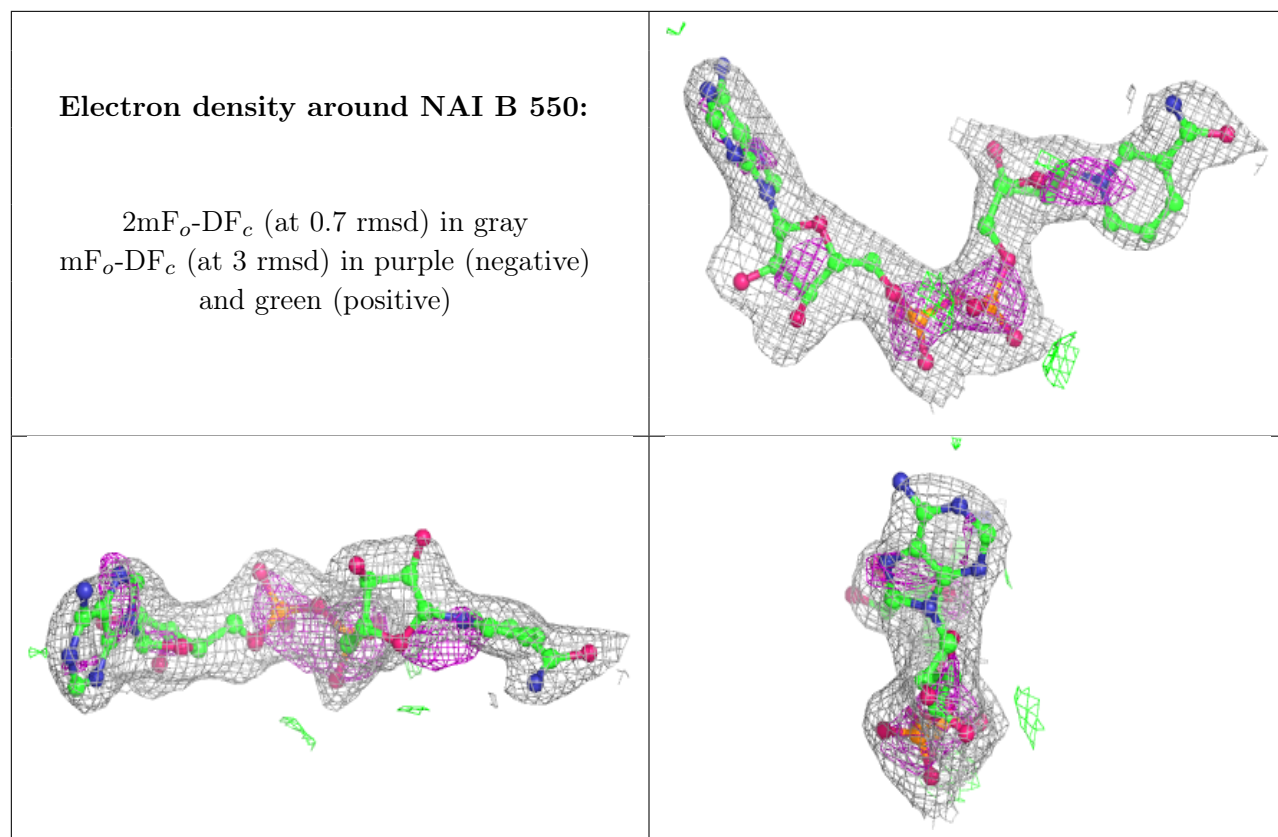 Electron density around NAI B 550:
2mFo-DFc (at 0.7 rmsd) in gray
mFo-DFc (at 3 rmsd) in purple (negative)
and green (positive)